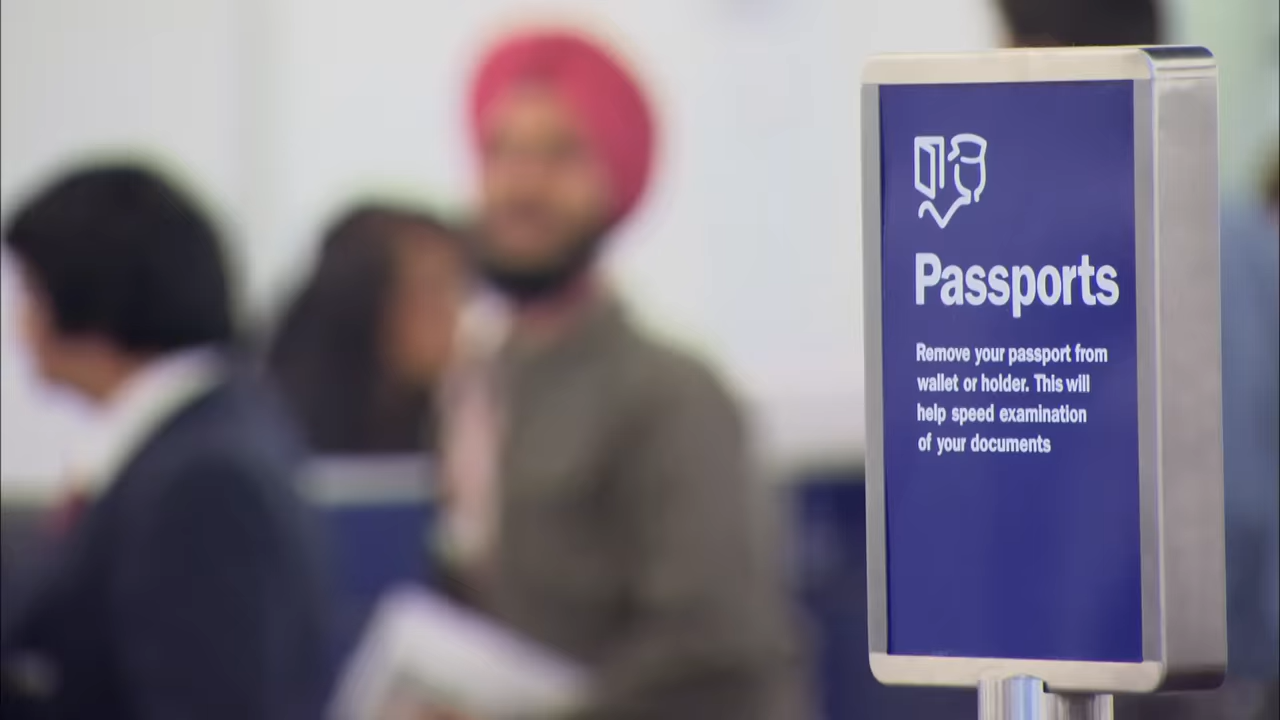 Passports
Remove your passport from
wallet or holder. This will
help speed examination
of your documents